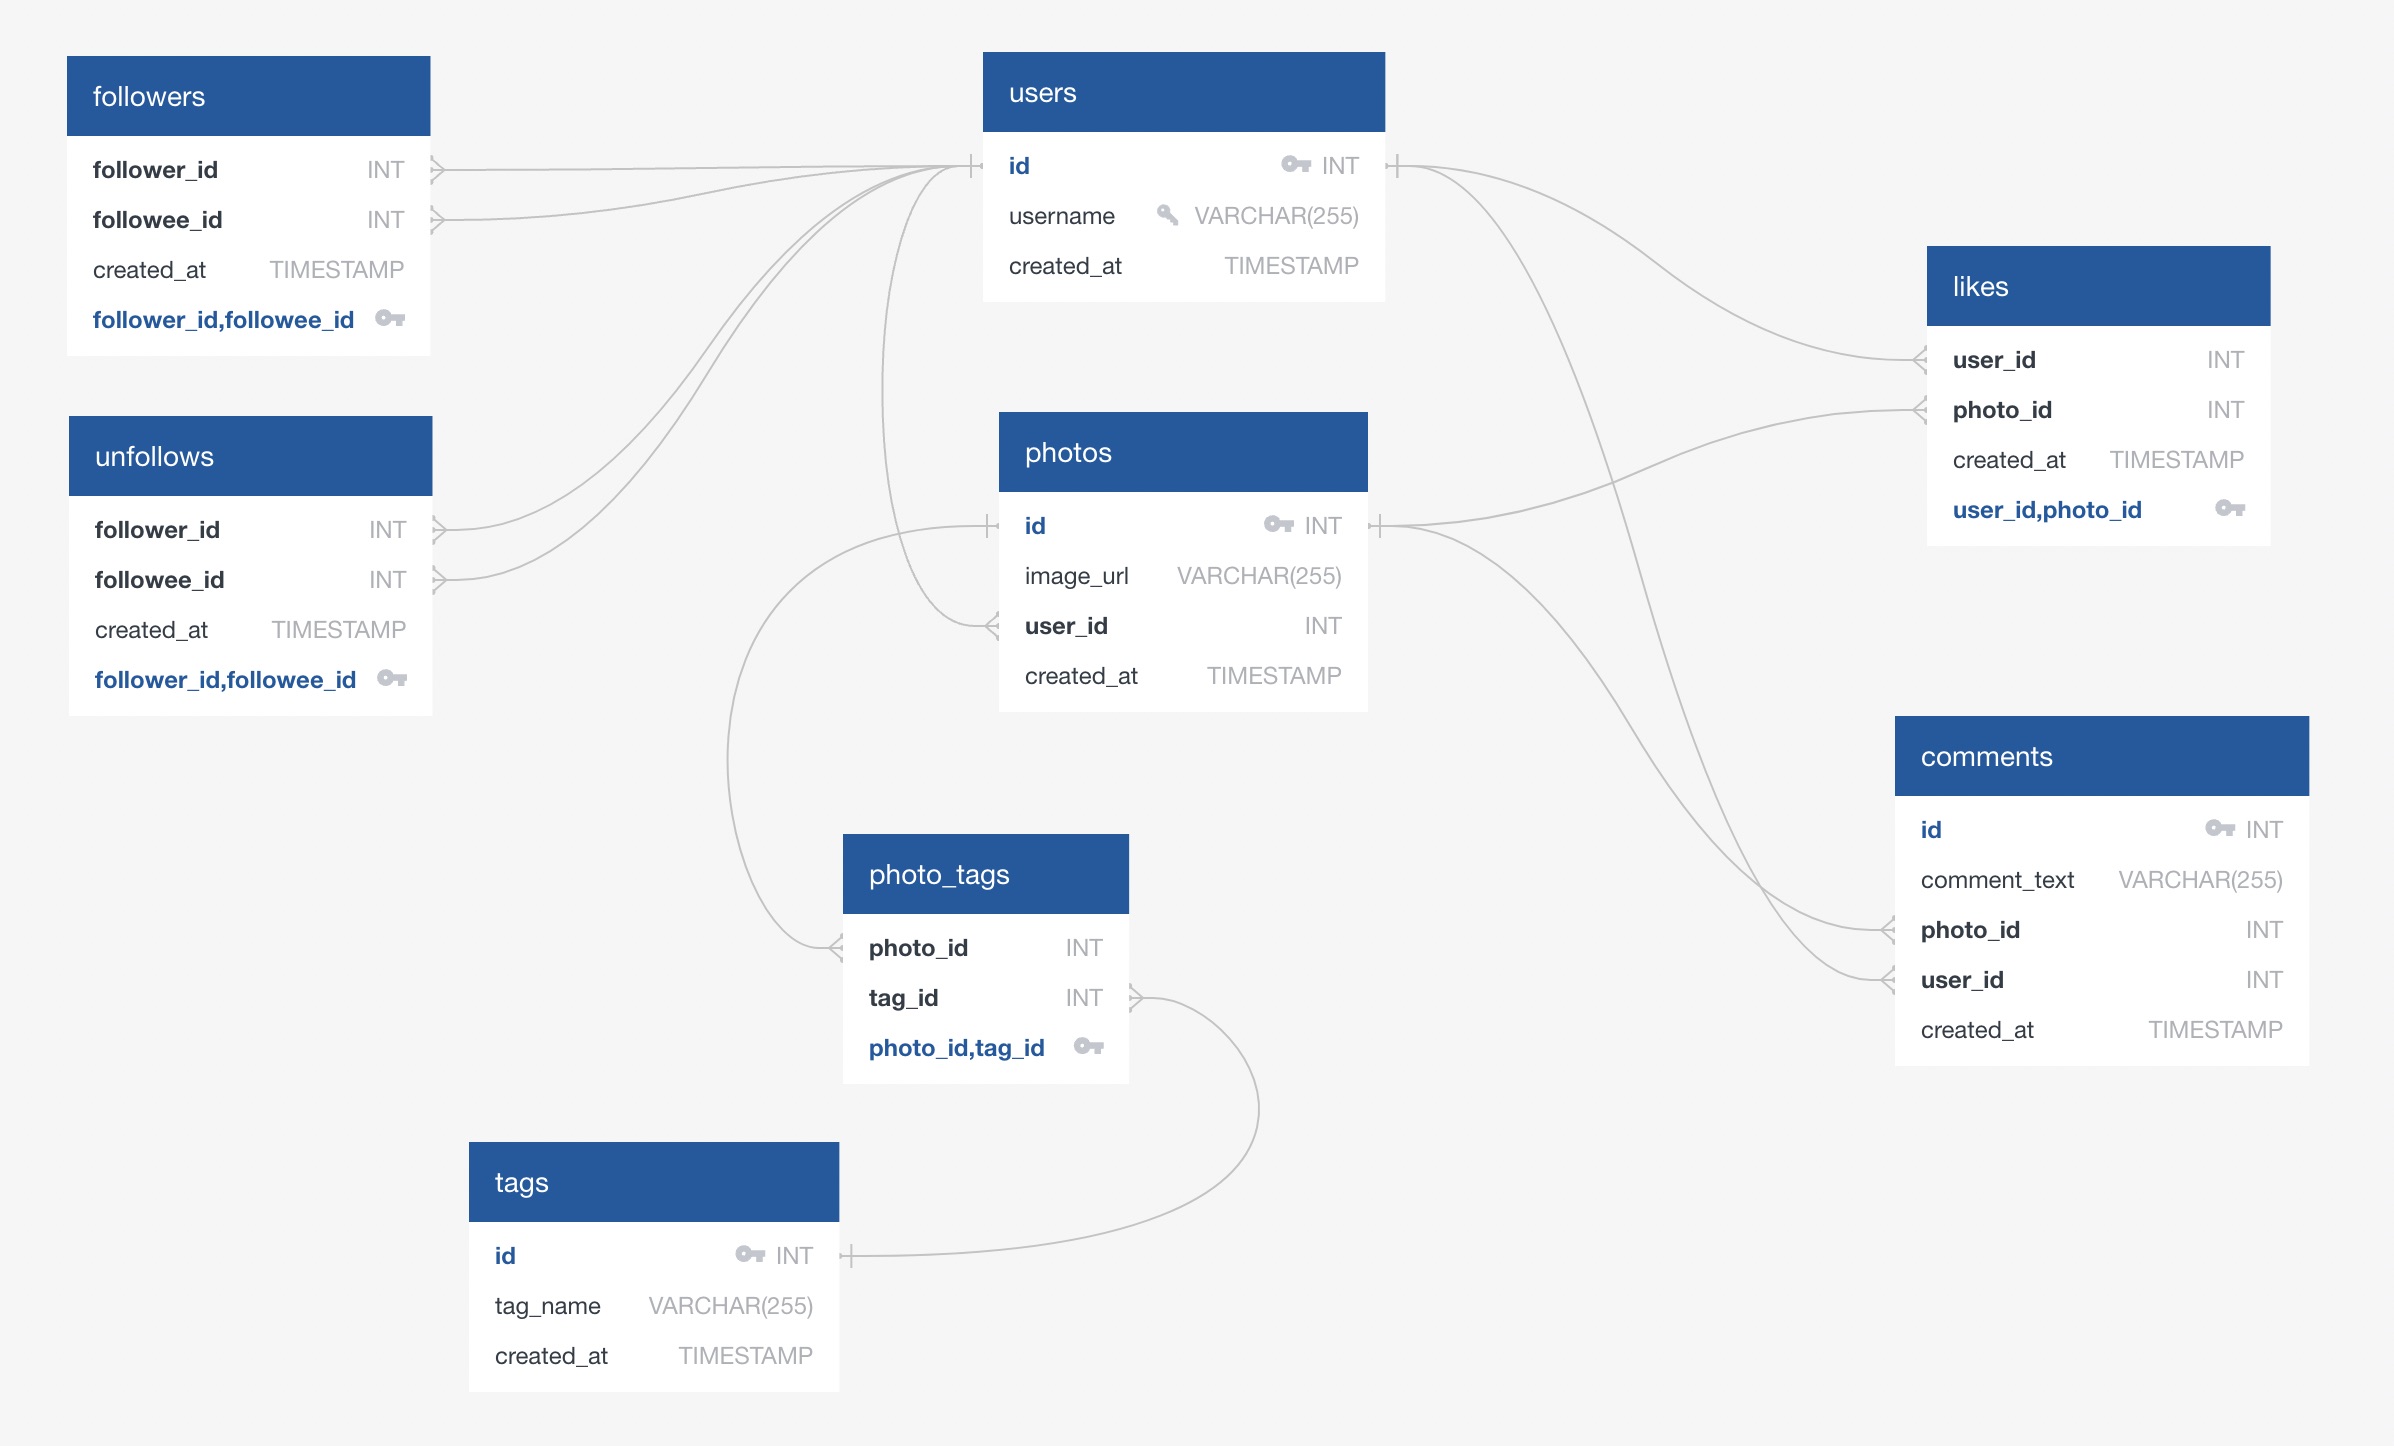 followers
follower_id INT
followee_id INT
created_at TIMESTAMP
follower_id,followee_id
unfollows
follower_id INT
followee_id INT
created_at TIMESTAMP
follower_id,followee_id
users
id INT
username VARCHAR(255)
created_at TIMESTAMP
photos
id INT
image_url VARCHAR(255)
user_id INT
created_at TIMESTAMP
likes
user_id INT
photo_id INT
created_at TIMESTAMP
user_id,photo_id
comments
id INT
comment_text VARCHAR(255)
photo_id INT
user_id INT
created_at TIMESTAMP
photo_tags
photo_id INT
tag_id INT
photo_id,tag_id
tags
id INT
tag_name VARCHAR(255)
created_at TIMESTAMP